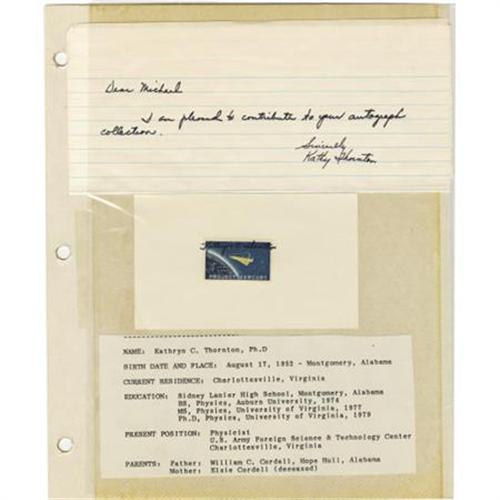 Dear Michael
I am pleased to contribute to your autograph
collection.
Sincerely
Kathy Thornton
PROJECT MERCURY
NAME: Kathryn C. Thornton, Ph.D
BIRTH DATE AND PLACE: August 17, 1952 - Montgomery, Alabama
CURRENT RESIDENCE: Charlottesville, Virginia
EDUCATION: Sidney Lanier High School, Montgomery, Alabama
BS, Physics, Auburn University, 1974
MS, Physics, University of Virginia, 1977
Ph.D, Physics, University of Virginia, 1979
PRESENT POSITION: Physicist
U.S. Army Foreign Science & Technology Center
Charlottesville, Virginia
PARENTS: Father: William C. Cordell, Hope Hull, Alabama
Mother: Elsie Cordell (deceased)